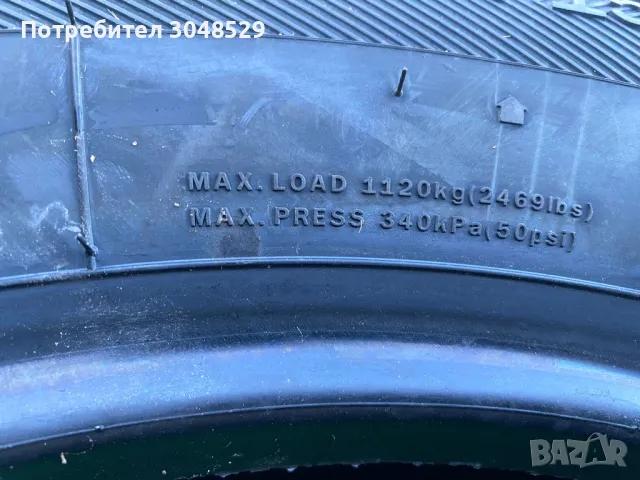 Потребител 3048529
MAX. LOAD 1120kg(2469lbs)
MAX. PRESS 340kPa(50psi)
BAZAR